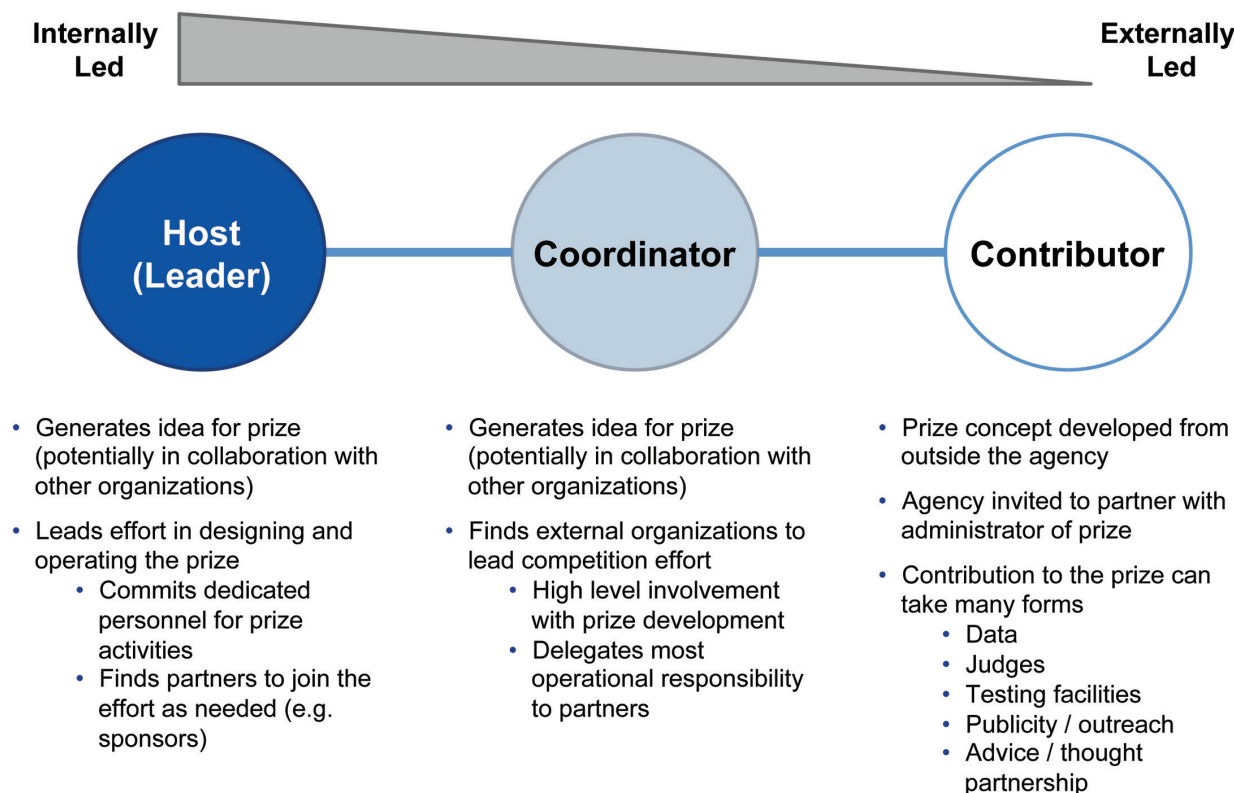 Internally
Led
Externally
Led
Host
(Leader)
Coordinator
Contributor
• Generates idea for prize
(potentially in collaboration with
other organizations)
• Leads effort in designing and
operating the prize
• Commits dedicated
personnel for prize
activities
• Finds partners to join the
effort as needed (e.g.
sponsors)
• Generates idea for prize
(potentially in collaboration with
other organizations)
• Finds external organizations to
lead competition effort
• High level involvement
with prize development
• Delegates most
operational responsibility
to partners
• Prize concept developed from
outside the agency
• Agency invited to partner with
administrator of prize
• Contribution to the prize can
take many forms
• Data
• Judges
• Testing facilities
• Publicity / outreach
• Advice / thought
partnership